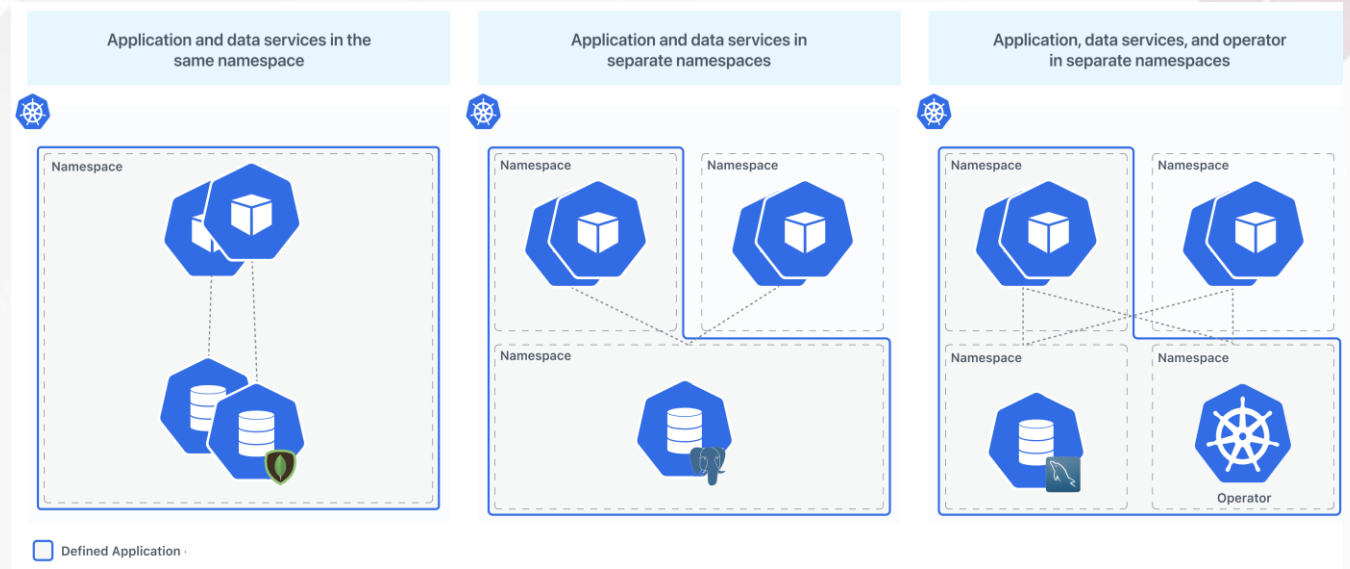 Application and data services in the
same namespace
Application and data services in
separate namespaces
Application, data services, and operator
in separate namespaces
Namespace
Namespace
Namespace
Namespace
Namespace
Namespace
Namespace
Namespace
Operator
Defined Application